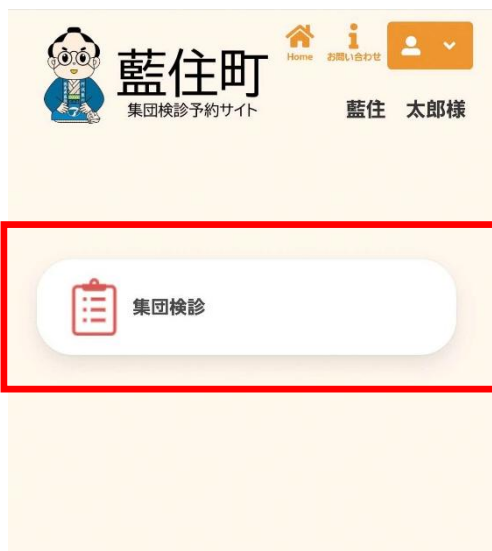 藍住町
集団検診予約サイト
Home
お問い合わせ
藍住　太郎様
集団検診